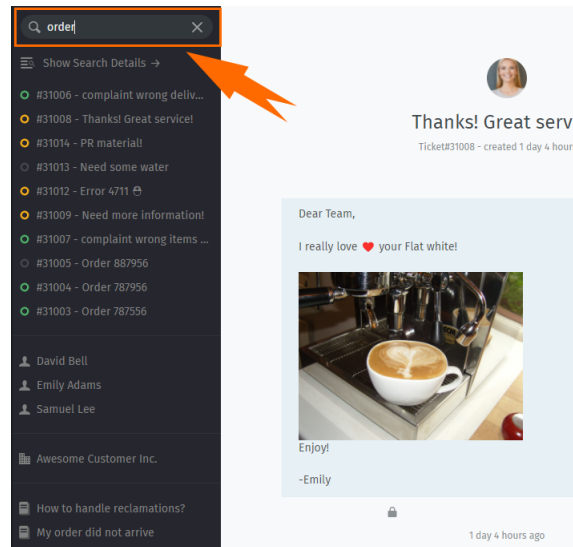 order
Show Search Details →
#31006 - complaint wrong deliv...
#31008 - Thanks! Great service!
#31014 - PR material!
#31013 - Need some water
#31012 - Error 4711
#31009 - Need more information!
#31007 - complaint wrong items ...
#31005 - Order 887956
#31004 - Order 787956
#31003 - Order 787556
David Bell
Emily Adams
Samuel Lee
Awesome Customer Inc.
How to handle reclamations?
My order did not arrive
Thanks! Great serv
Ticket#31008 - created 1 day 4 hour
Dear Team,
I really love ❤ your Flat white!
Enjoy!
-Emily
1 day 4 hours ago